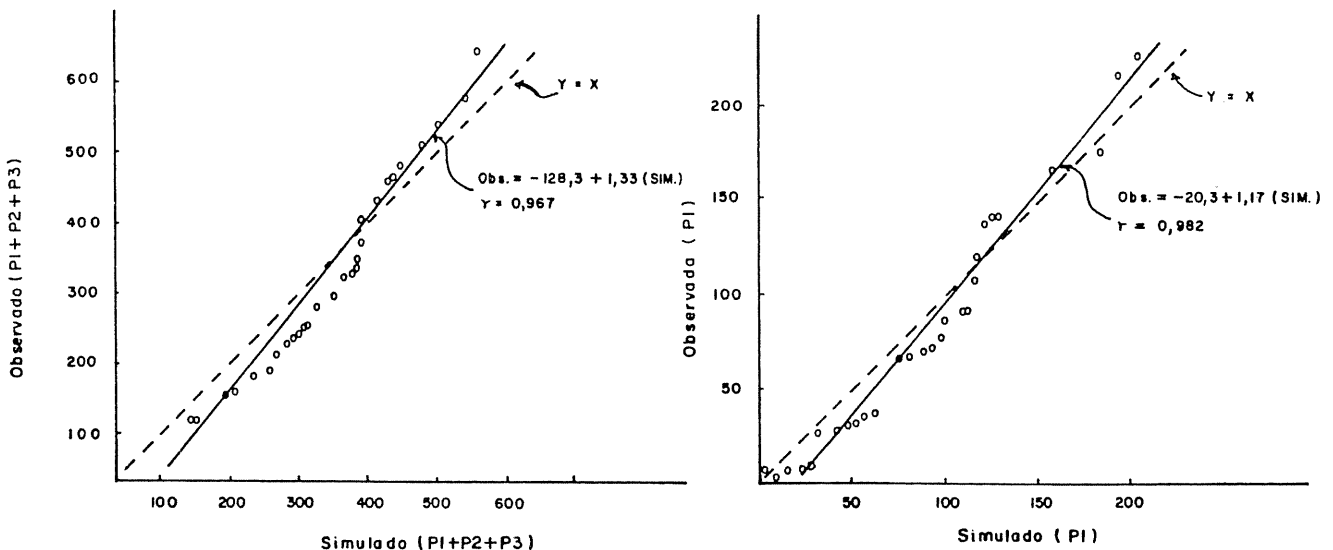 Observado (P1+P2+P3)
600
500
400
300
200
100
Y = X
Obs.= -128,3 + 1,33 (SIM.)
r = 0,967
100 200 300 400 500 600
Simulado (P1+P2+P3)
Observada (P1)
200
150
100
50
Y = X
Obs. = -20,3+1,17 (SIM.)
r = 0,982
50 100 150 200
Simulado (P1)